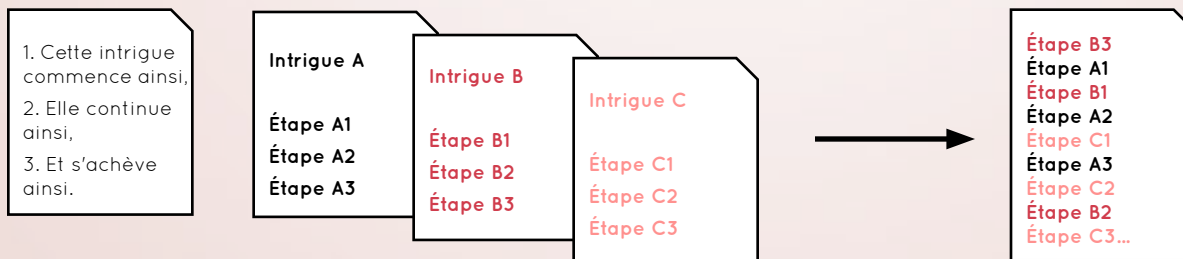 1. Cette intrigue
commence ainsi,
2. Elle continue
ainsi,
3. Et s'achève
ainsi.
Intrigue A
Étape A1
Étape A2
Étape A3
Intrigue B
Étape B1
Étape B2
Étape B3
Intrigue C
Étape C1
Étape C2
Étape C3
Étape B3
Étape A1
Étape B1
Étape A2
Étape C1
Étape A3
Étape C2
Étape B2
Étape C3...